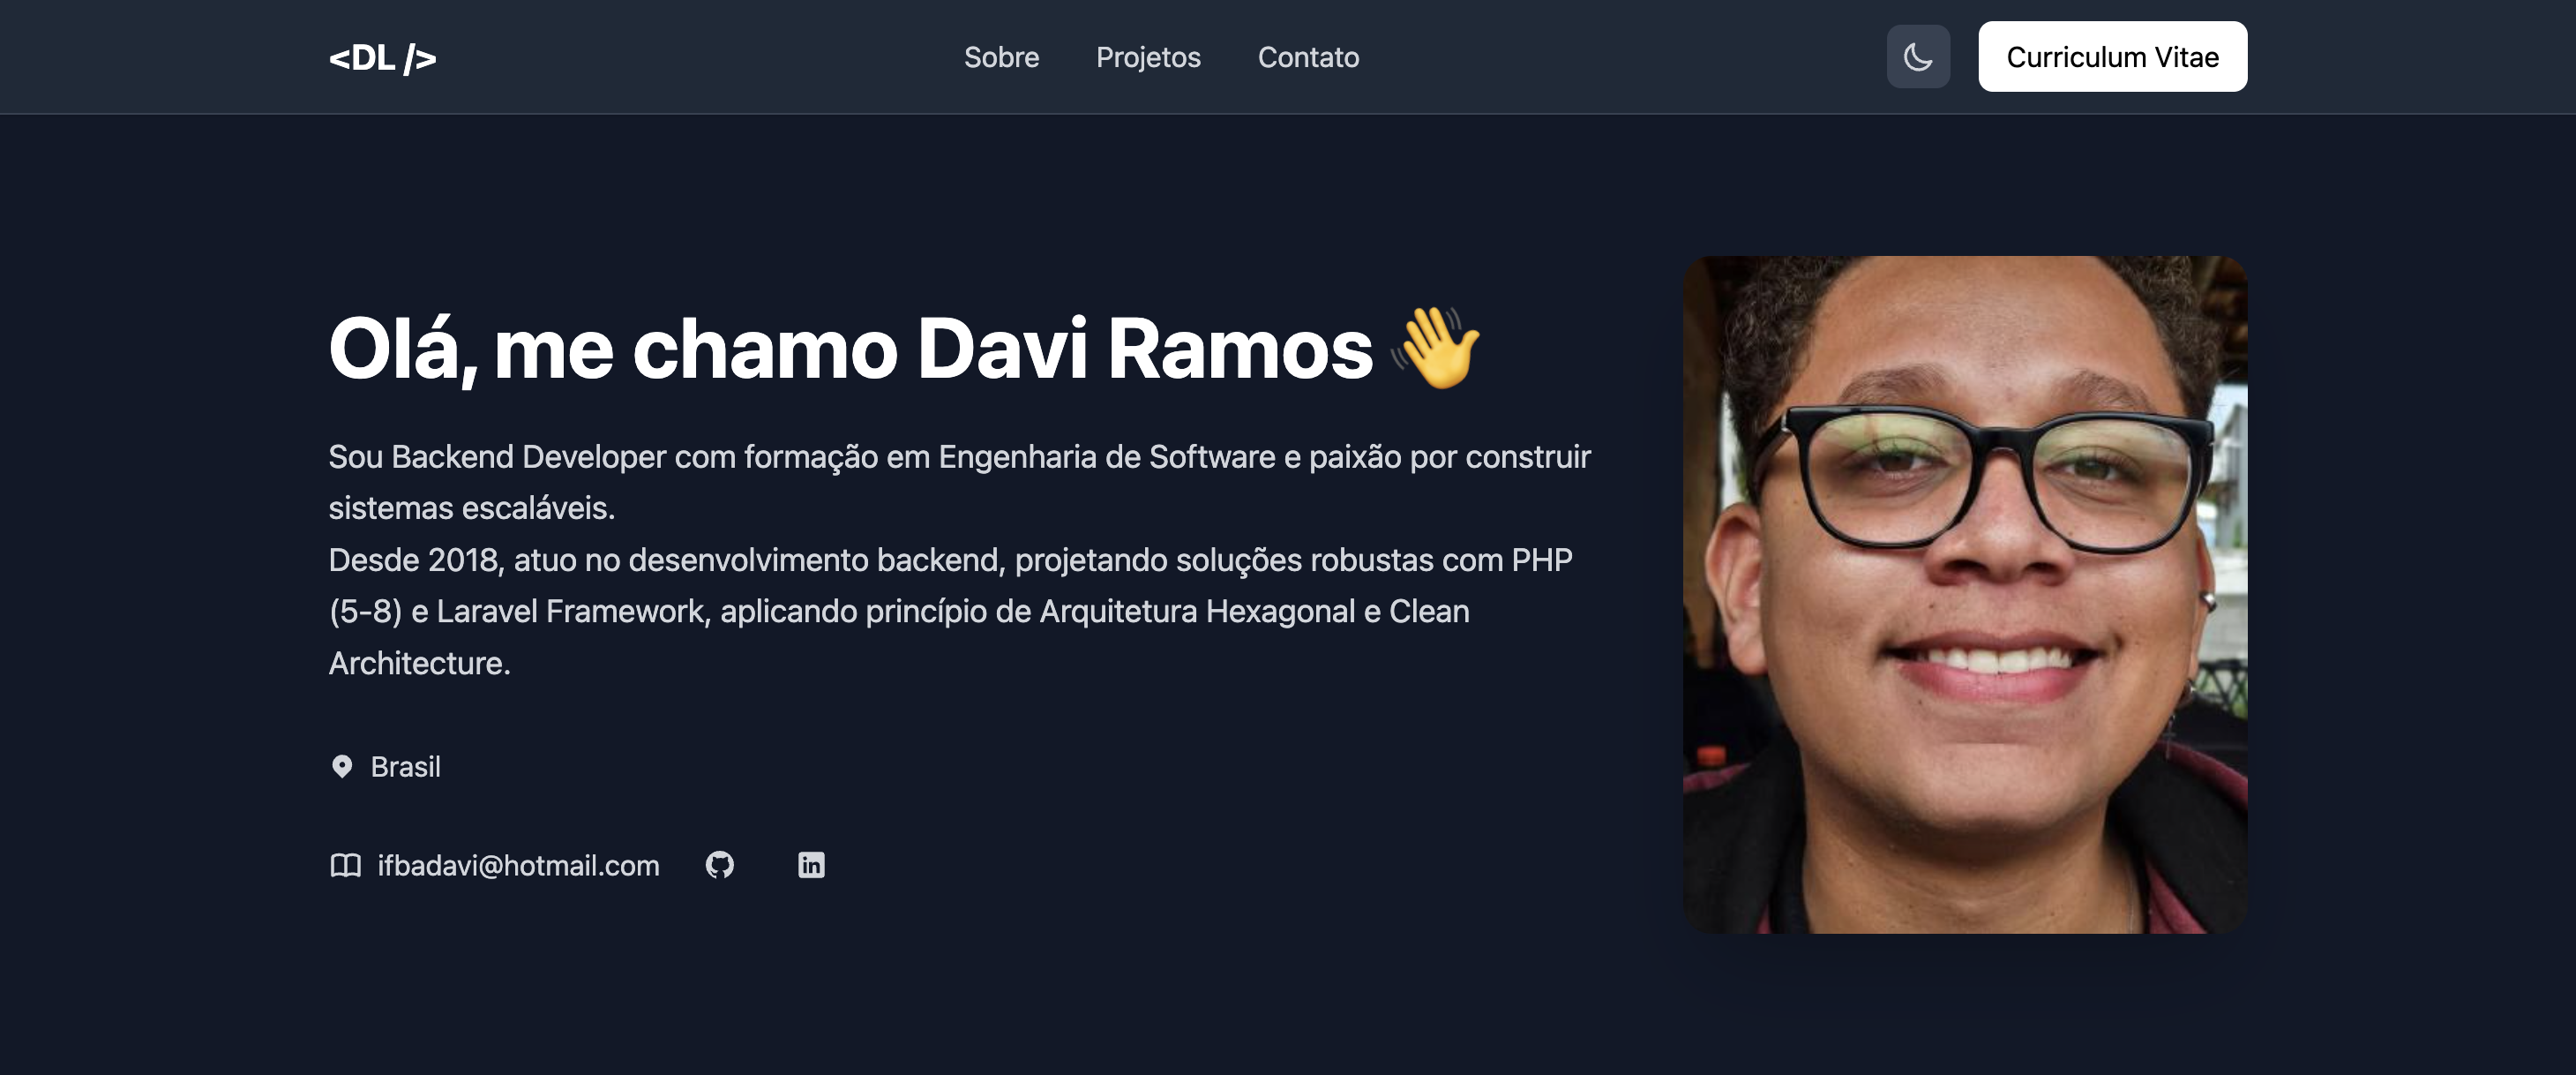 <DL />
Sobre
Projetos
Contato
Curriculum Vitae
Olá, me chamo Davi Ramos 👋
Sou Backend Developer com formação em Engenharia de Software e paixão por construir
sistemas escaláveis.
Desde 2018, atuo no desenvolvimento backend, projetando soluções robustas com PHP
(5-8) e Laravel Framework, aplicando princípio de Arquitetura Hexagonal e Clean
Architecture.
Brasil
ifbadavi@hotmail.com
in